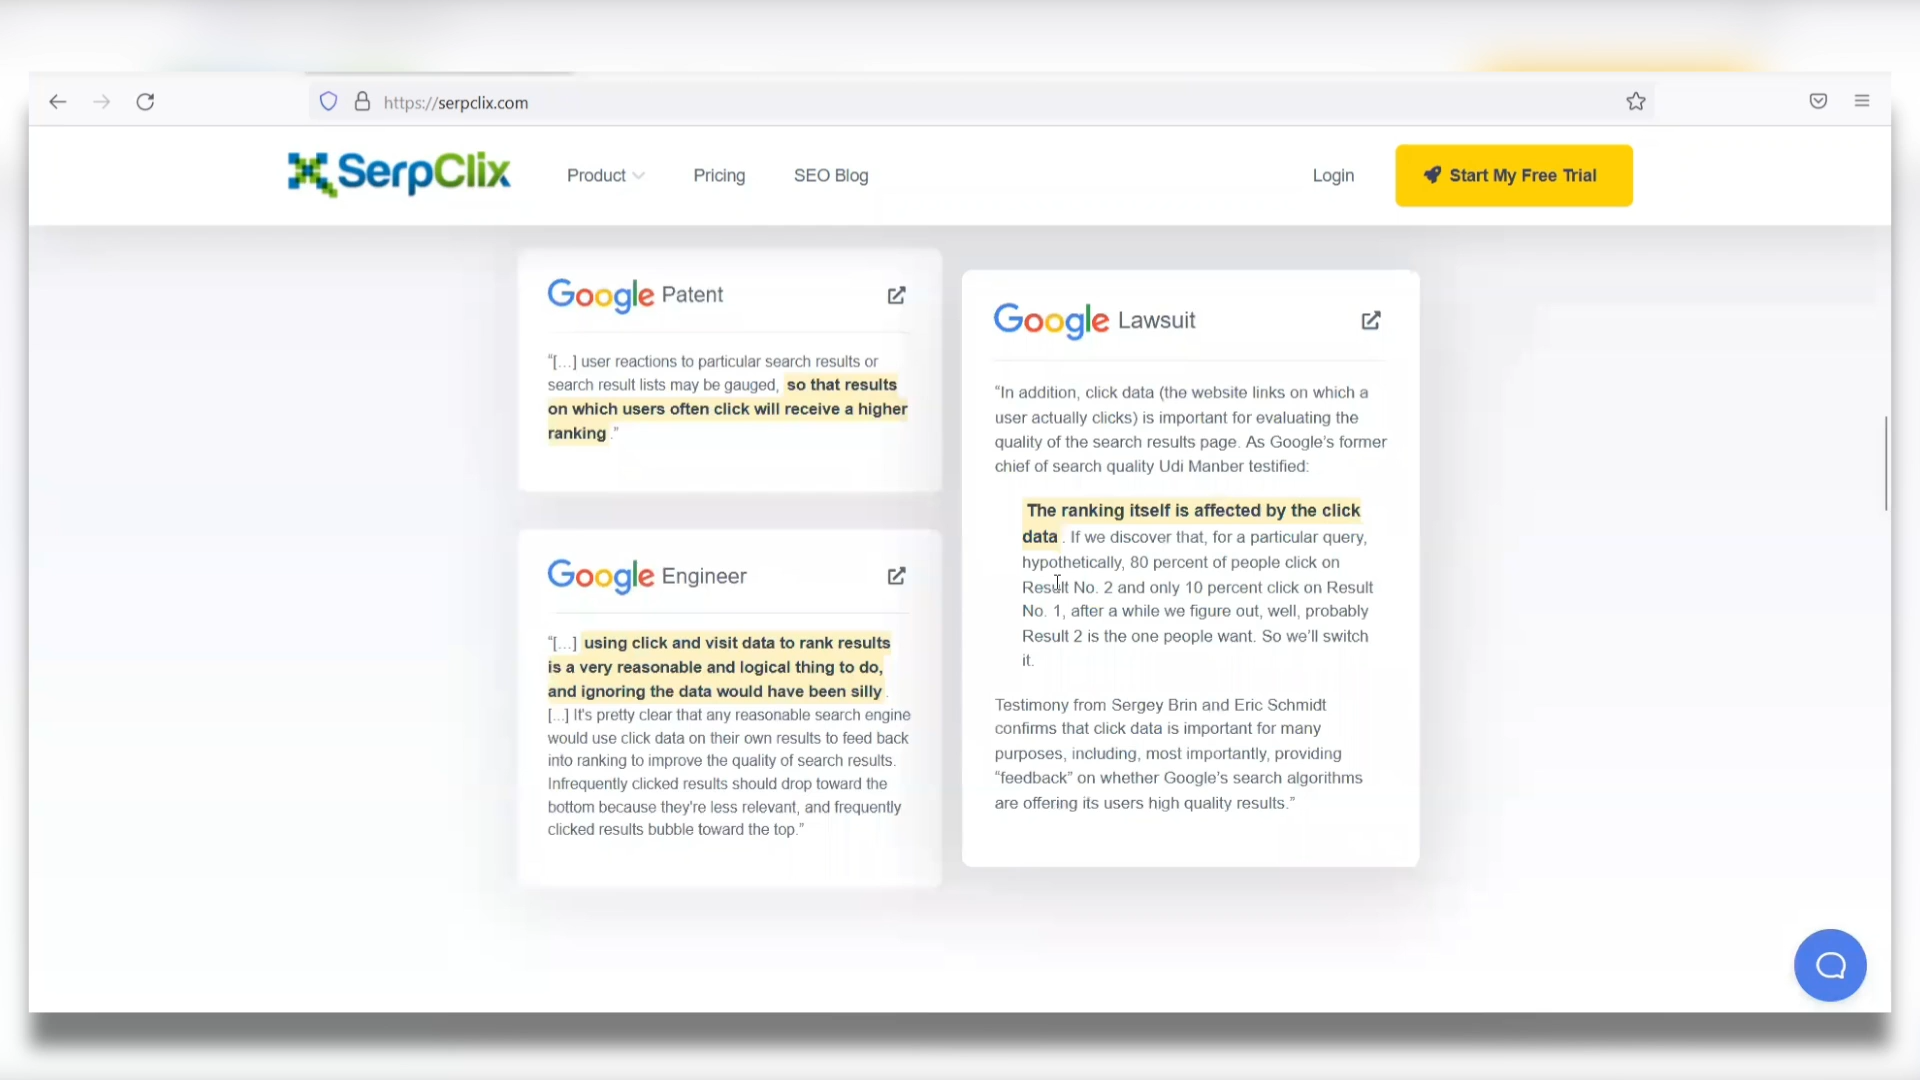 https://serpclix.com
SerpClix
Product
Pricing
SEO Blog
Login
Start My Free Trial
Google Patent
“[...] user reactions to particular search results or
search result lists may be gauged, so that results
on which users often click will receive a higher
ranking .”
Google Engineer
“[...] using click and visit data to rank results
is a very reasonable and logical thing to do,
and ignoring the data would have been silly .
[...] It's pretty clear that any reasonable search engine
would use click data on their own results to feed back
into ranking to improve the quality of search results.
Infrequently clicked results should drop toward the
bottom because they're less relevant, and frequently
clicked results bubble toward the top.”
Google Lawsuit
“In addition, click data (the website links on which a
user actually clicks) is important for evaluating the
quality of the search results page. As Google’s former
chief of search quality Udi Manber testified:
The ranking itself is affected by the click
data . If we discover that, for a particular query,
hypothetically, 80 percent of people click on
Result No. 2 and only 10 percent click on Result
No. 1, after a while we figure out, well, probably
Result 2 is the one people want. So we’ll switch
it.
Testimony from Sergey Brin and Eric Schmidt
confirms that click data is important for many
purposes, including, most importantly, providing
“feedback” on whether Google’s search algorithms
are offering its users high quality results.”